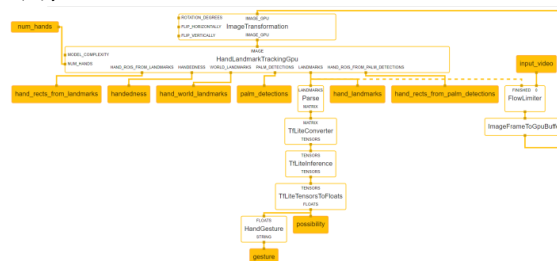 IMAGE_GPU
ROTATION_DEGREES
FLIP_HORIZONTALLY
ImageTransformation
FLIP_VERTICALLY
IMAGE_GPU
num_hands
input_video
IMAGE
MODEL_COMPLEXITY
HandLandmarkTrackingGpu
NUM_HANDS
HAND_ROIS_FROM_LANDMARKS HANDEDNESS WORLD_LANDMARKS PALM_DETECTIONS LANDMARKS HAND_ROIS_FROM_PALM_DETECTIONS
hand_rects_from_landmarks
handedness
hand_world_landmarks
palm_detections
hand_landmarks
hand_rects_from_palm_detections
LANDMARKS
Parse
MATRIX
FINISHED
FlowLimiter
MATRIX
TfLiteConverter
TENSORS
ImageFrameToGpuBuff
TENSORS
TfLiteInference
TENSORS
TENSORS
TfLiteTensorsToFloats
FLOATS
FLOATS
HandGesture
STRING
possibility
gesture